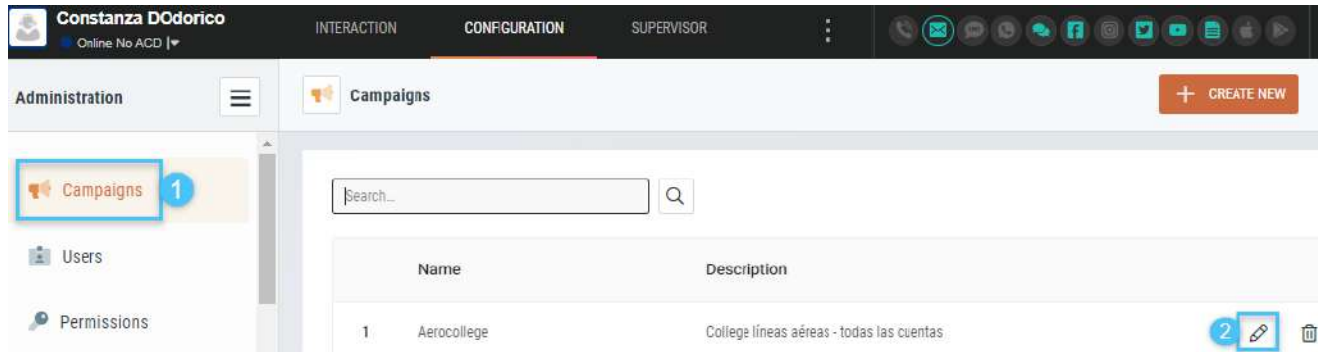 Constanza DOdorico
Online No ACD
INTERACTION
CONFIGURATION
SUPERVISOR
Administration
Campaigns
CREATE NEW
Campaigns 1
Search...
Users
Name Description
Permissions
1 Aerocollege College líneas aéreas - todas las cuentas 2